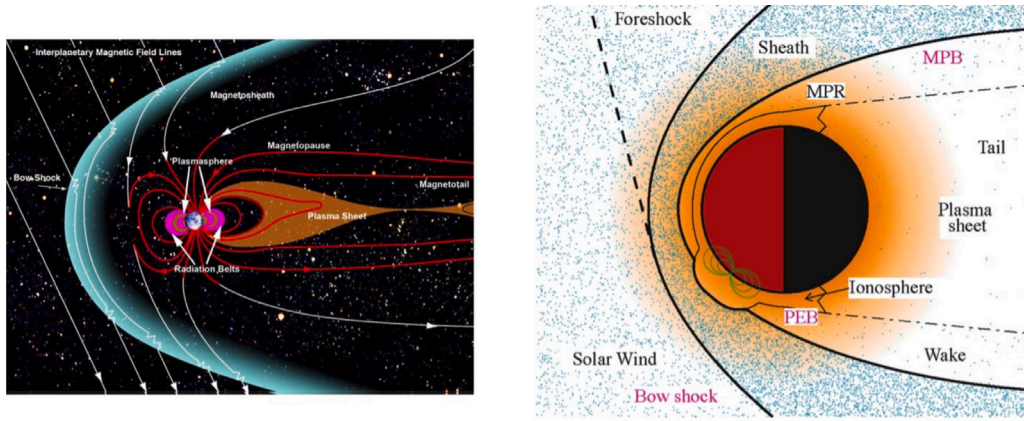 Interplanetary Magnetic Field Lines
Magnetosheath
Magnetopause
Plasmasphere
Bow Shock
Magnetotail
Plasma Sheet
Radiation Belts
Foreshock
Sheath
MPB
MPR
Tail
Plasma
sheet
Ionosphere
PEB
Solar Wind
Wake
Bow shock